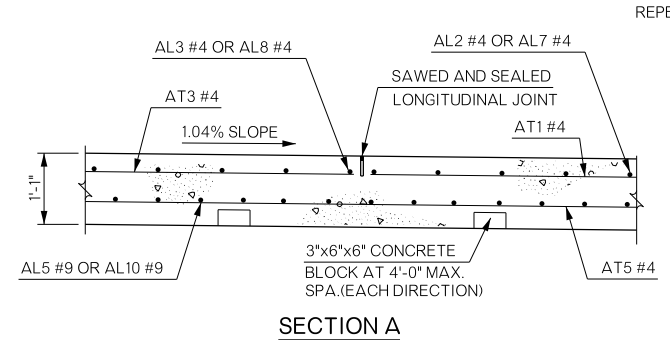 REPE
AL3 #4 OR AL8 #4
AL2 #4 OR AL7 #4
SAWED AND SEALED
LONGITUDINAL JOINT
AT3 #4
AT1 #4
1.04% SLOPE
1'-1"
3"x6"x6" CONCRETE
BLOCK AT 4'-0" MAX.
SPA.(EACH DIRECTION)
AL5 #9 OR AL10 #9
AT5 #4
SECTION A